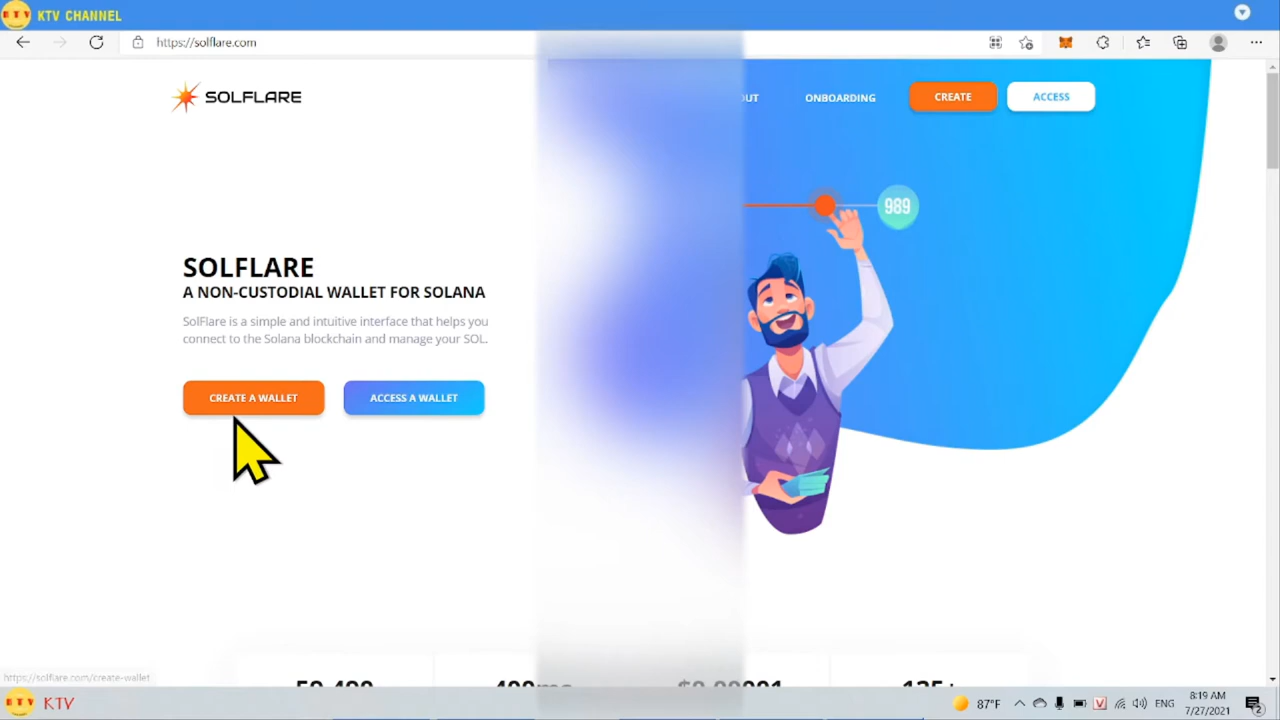 KTV CHANNEL
https://solflare.com
SOLFLARE
ONBOARDING
CREATE
ACCESS
989
SOLFLARE
A NON-CUSTODIAL WALLET FOR SOLANA
SolFlare is a simple and intuitive interface that helps you
connect to the Solana blockchain and manage your SOL.
CREATE A WALLET
ACCESS A WALLET
https://solflare.com/create-wallet
KTV
87°F
ENG
8:19 AM
7/27/2021
2